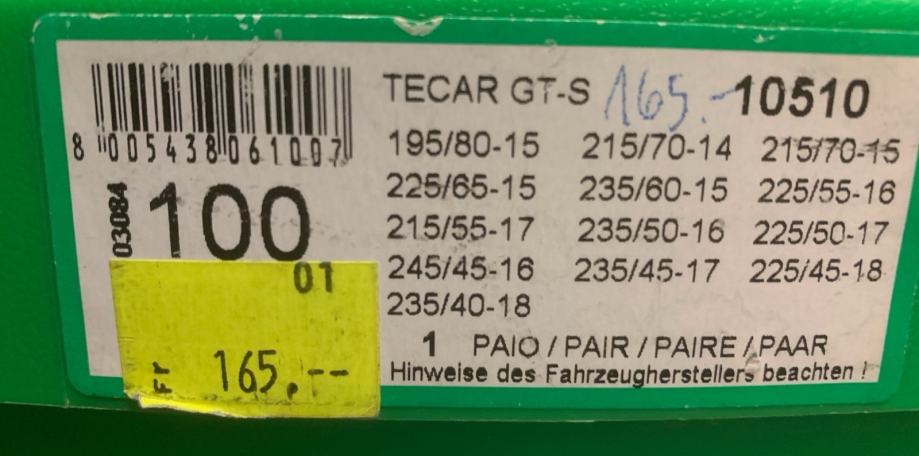 TECAR GT-S 165.- 10510
8 005438 061007
195/80-15 215/70-14 215/70-15
225/65-15 235/60-15 225/55-16
03084 100
215/55-17 235/50-16 225/50-17
01
245/45-16 235/45-17 225/45-18
235/40-18
Fr 165.--
1 PAIO / PAIR / PAIRE / PAAR
Hinweise des Fahrzeugherstellers beachten !